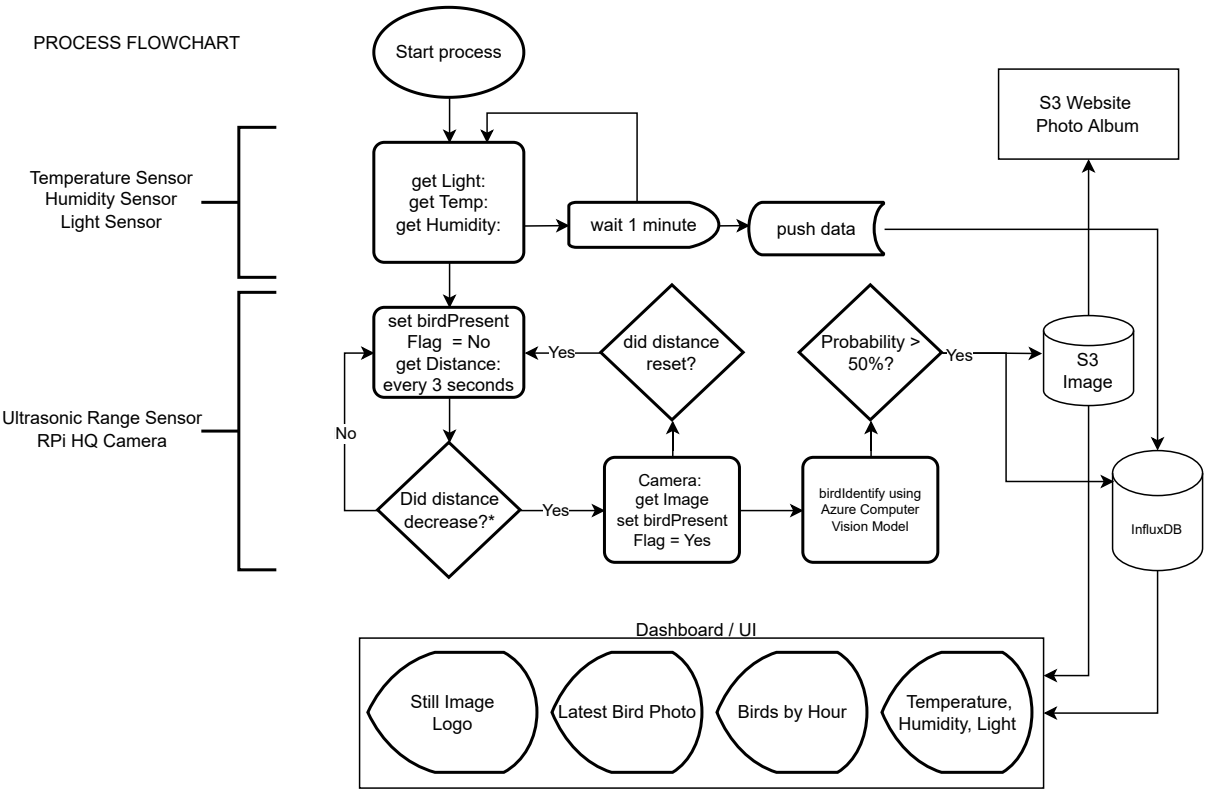 PROCESS FLOWCHART
Start process
S3 Website
Photo Album
Temperature Sensor
Humidity Sensor
Light Sensor
get Light:
get Temp:
get Humidity:
wait 1 minute
push data
set birdPresent
Flag  = No
get Distance:
every 3 seconds
Yes
did distance
reset?
Probability >
50%?
Yes
S3
Image
Ultrasonic Range Sensor
RPi HQ Camera
No
Did distance
decrease?*
Yes
Camera:
get Image
set birdPresent
Flag = Yes
birdIdentify using
Azure Computer
Vision Model
InfluxDB
Dashboard / UI
Still Image
Logo
Latest Bird Photo
Birds by Hour
Temperature,
Humidity, Light